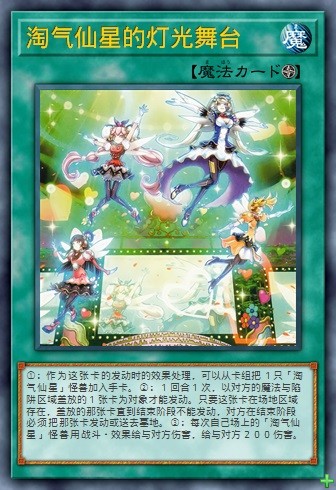 淘气仙星的灯光舞台
魔
【魔法カード】
①：作为这张卡的发动时的效果处理，可以从卡组把１只「淘
气仙星」怪兽加入手卡。②：１回合１次，以对方的魔法与陷
阱区域盖放的１张卡为对象才能发动。只要这张卡在场地区域
存在，盖放的那张卡直到结束阶段不能发动，对方在结束阶段
必须把那张卡发动或送去墓地。③：每次自己场上的「淘气仙
星」怪兽用战斗·效果给与对方伤害，给与对方２００伤害。